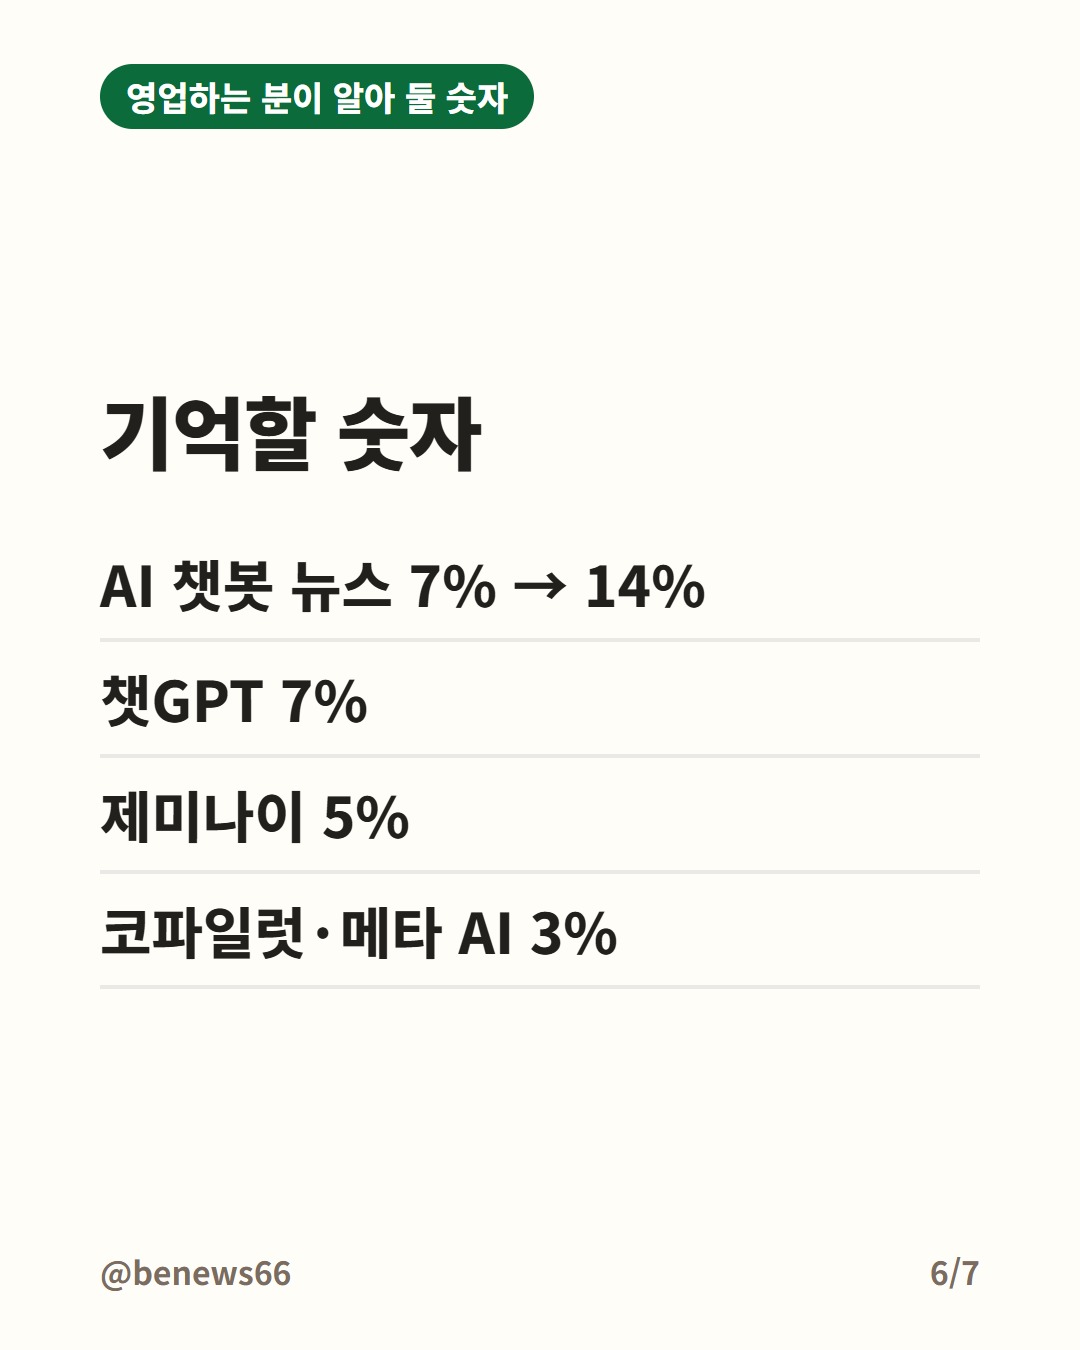 영업하는 분이 알아 둘 숫자
기억할 숫자
AI 챗봇 뉴스 7% → 14%
챗GPT 7%
제미나이 5%
코파일럿·메타 AI 3%
@benews66
6/7